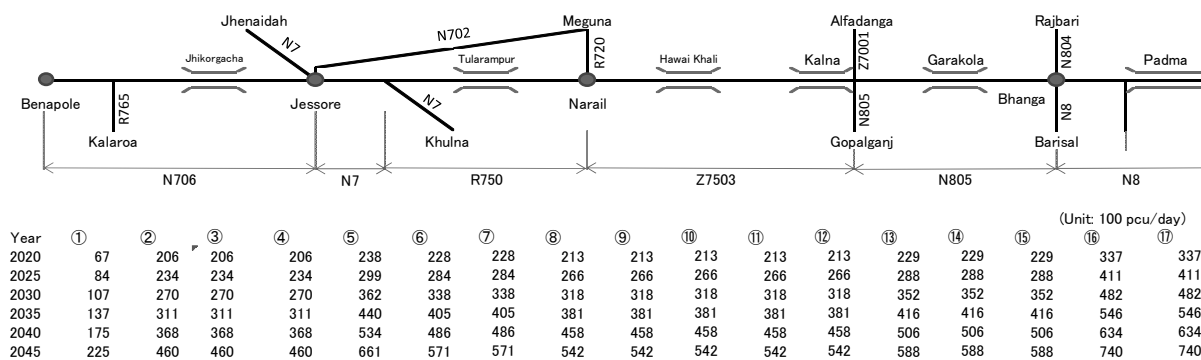 Jhenaidah Meguna Alfadanga Rajbari
N7 N702 R720 Z7001 N804
Jhikorgacha Tularampur Hawai Khali Kalna Garakola Padma
Benapole Jessore Narail Bhanga
R765 N7 N805 N8
Kalaroa Khulna Gopalganj Barisal
N706 N7 R750 Z7503 N805 N8
(Unit: 100 pcu/day)
Year ① ② ③ ④ ⑤ ⑥ ⑦ ⑧ ⑨ ⑩ ⑪ ⑫ ⑬ ⑭ ⑮ ⑯ ⑰
2020 67 206 206 206 238 228 228 213 213 213 213 213 229 229 229 337 337
2025 84 234 234 234 299 284 284 266 266 266 266 266 288 288 288 411 411
2030 107 270 270 270 362 338 338 318 318 318 318 318 352 352 352 482 482
2035 137 311 311 311 440 405 405 381 381 381 381 381 416 416 416 546 546
2040 175 368 368 368 534 486 486 458 458 458 458 458 506 506 506 634 634
2045 225 460 460 460 661 571 571 542 542 542 542 542 588 588 588 740 740